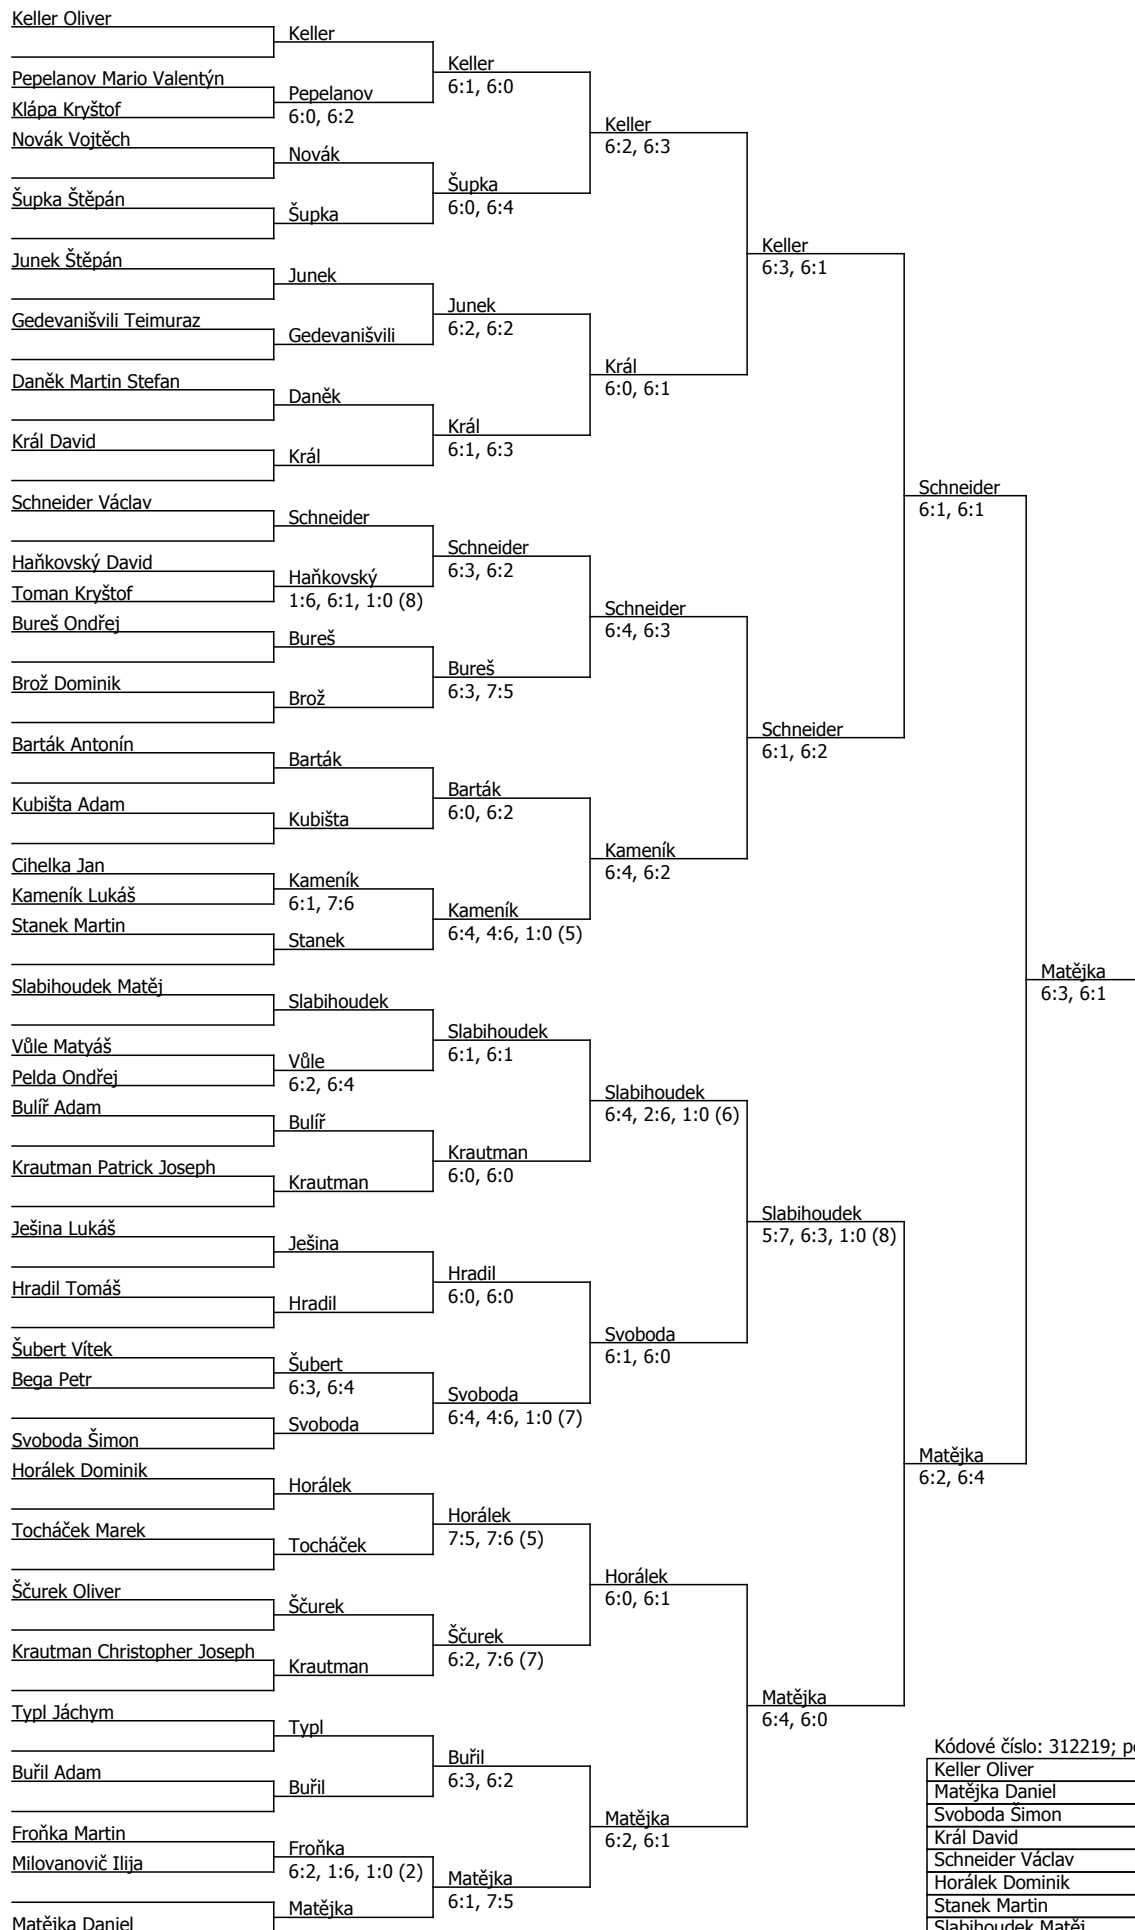 Keller Oliver
Keller
Keller
6:1, 6:0
Pepelanov Mario Valentýn
Pepelanov
6:0, 6:2
Klápa Kryštof
Keller
6:2, 6:3
Novák Vojtěch
Novák
Šupka
6:0, 6:4
Šupka Štěpán
Šupka
Keller
6:3, 6:1
Junek Štěpán
Junek
Junek
6:2, 6:2
Gedevanišvili Teimuraz
Gedevanišvili
Král
6:0, 6:1
Daněk Martin Stefan
Daněk
Král
6:1, 6:3
Král David
Král
Schneider
6:1, 6:1
Schneider Václav
Schneider
Schneider
6:3, 6:2
Haňkovský David
Haňkovský
1:6, 6:1, 1:0 (8)
Toman Kryštof
Schneider
6:4, 6:3
Bureš Ondřej
Bureš
Bureš
6:3, 7:5
Brož Dominik
Brož
Schneider
6:1, 6:2
Barták Antonín
Barták
Barták
6:0, 6:2
Kubišta Adam
Kubišta
Kameník
6:4, 6:2
Cihelka Jan
Kameník
6:1, 7:6
Kameník Lukáš
Kameník
6:4, 4:6, 1:0 (5)
Stanek Martin
Stanek
Matějka
6:3, 6:1
Slabihoudek Matěj
Slabihoudek
Slabihoudek
6:1, 6:1
Vůle Matyáš
Vůle
6:2, 6:4
Pelda Ondřej
Slabihoudek
6:4, 2:6, 1:0 (6)
Bulíř Adam
Bulíř
Krautman
6:0, 6:0
Krautman Patrick Joseph
Krautman
Slabihoudek
5:7, 6:3, 1:0 (8)
Ješina Lukáš
Ješina
Hradil
6:0, 6:0
Hradil Tomáš
Hradil
Svoboda
6:1, 6:0
Šubert Vítek
Šubert
6:3, 6:4
Bega Petr
Svoboda
6:4, 4:6, 1:0 (7)
Svoboda
Svoboda Šimon
Matějka
6:2, 6:4
Horálek Dominik
Horálek
Horálek
7:5, 7:6 (5)
Tocháček Marek
Tocháček
Horálek
6:0, 6:1
Ščurek Oliver
Ščurek
Ščurek
6:2, 7:6 (7)
Krautman Christopher Joseph
Krautman
Matějka
6:4, 6:0
Typl Jáchym
Typl
Buřil
6:3, 6:2
Buřil Adam
Buřil
Matějka
6:2, 6:1
Froňka Martin
Froňka
6:2, 1:6, 1:0 (2)
Milovanovič Ilija
Matějka
6:1, 7:5
Matějka
Matějka Daniel
Kódové číslo: 312219;
Keller Oliver
Matějka Daniel
Svoboda Šimon
Král David
Schneider Václav
Horálek Dominik
Stanek Martin
Slabihoudek Matěj